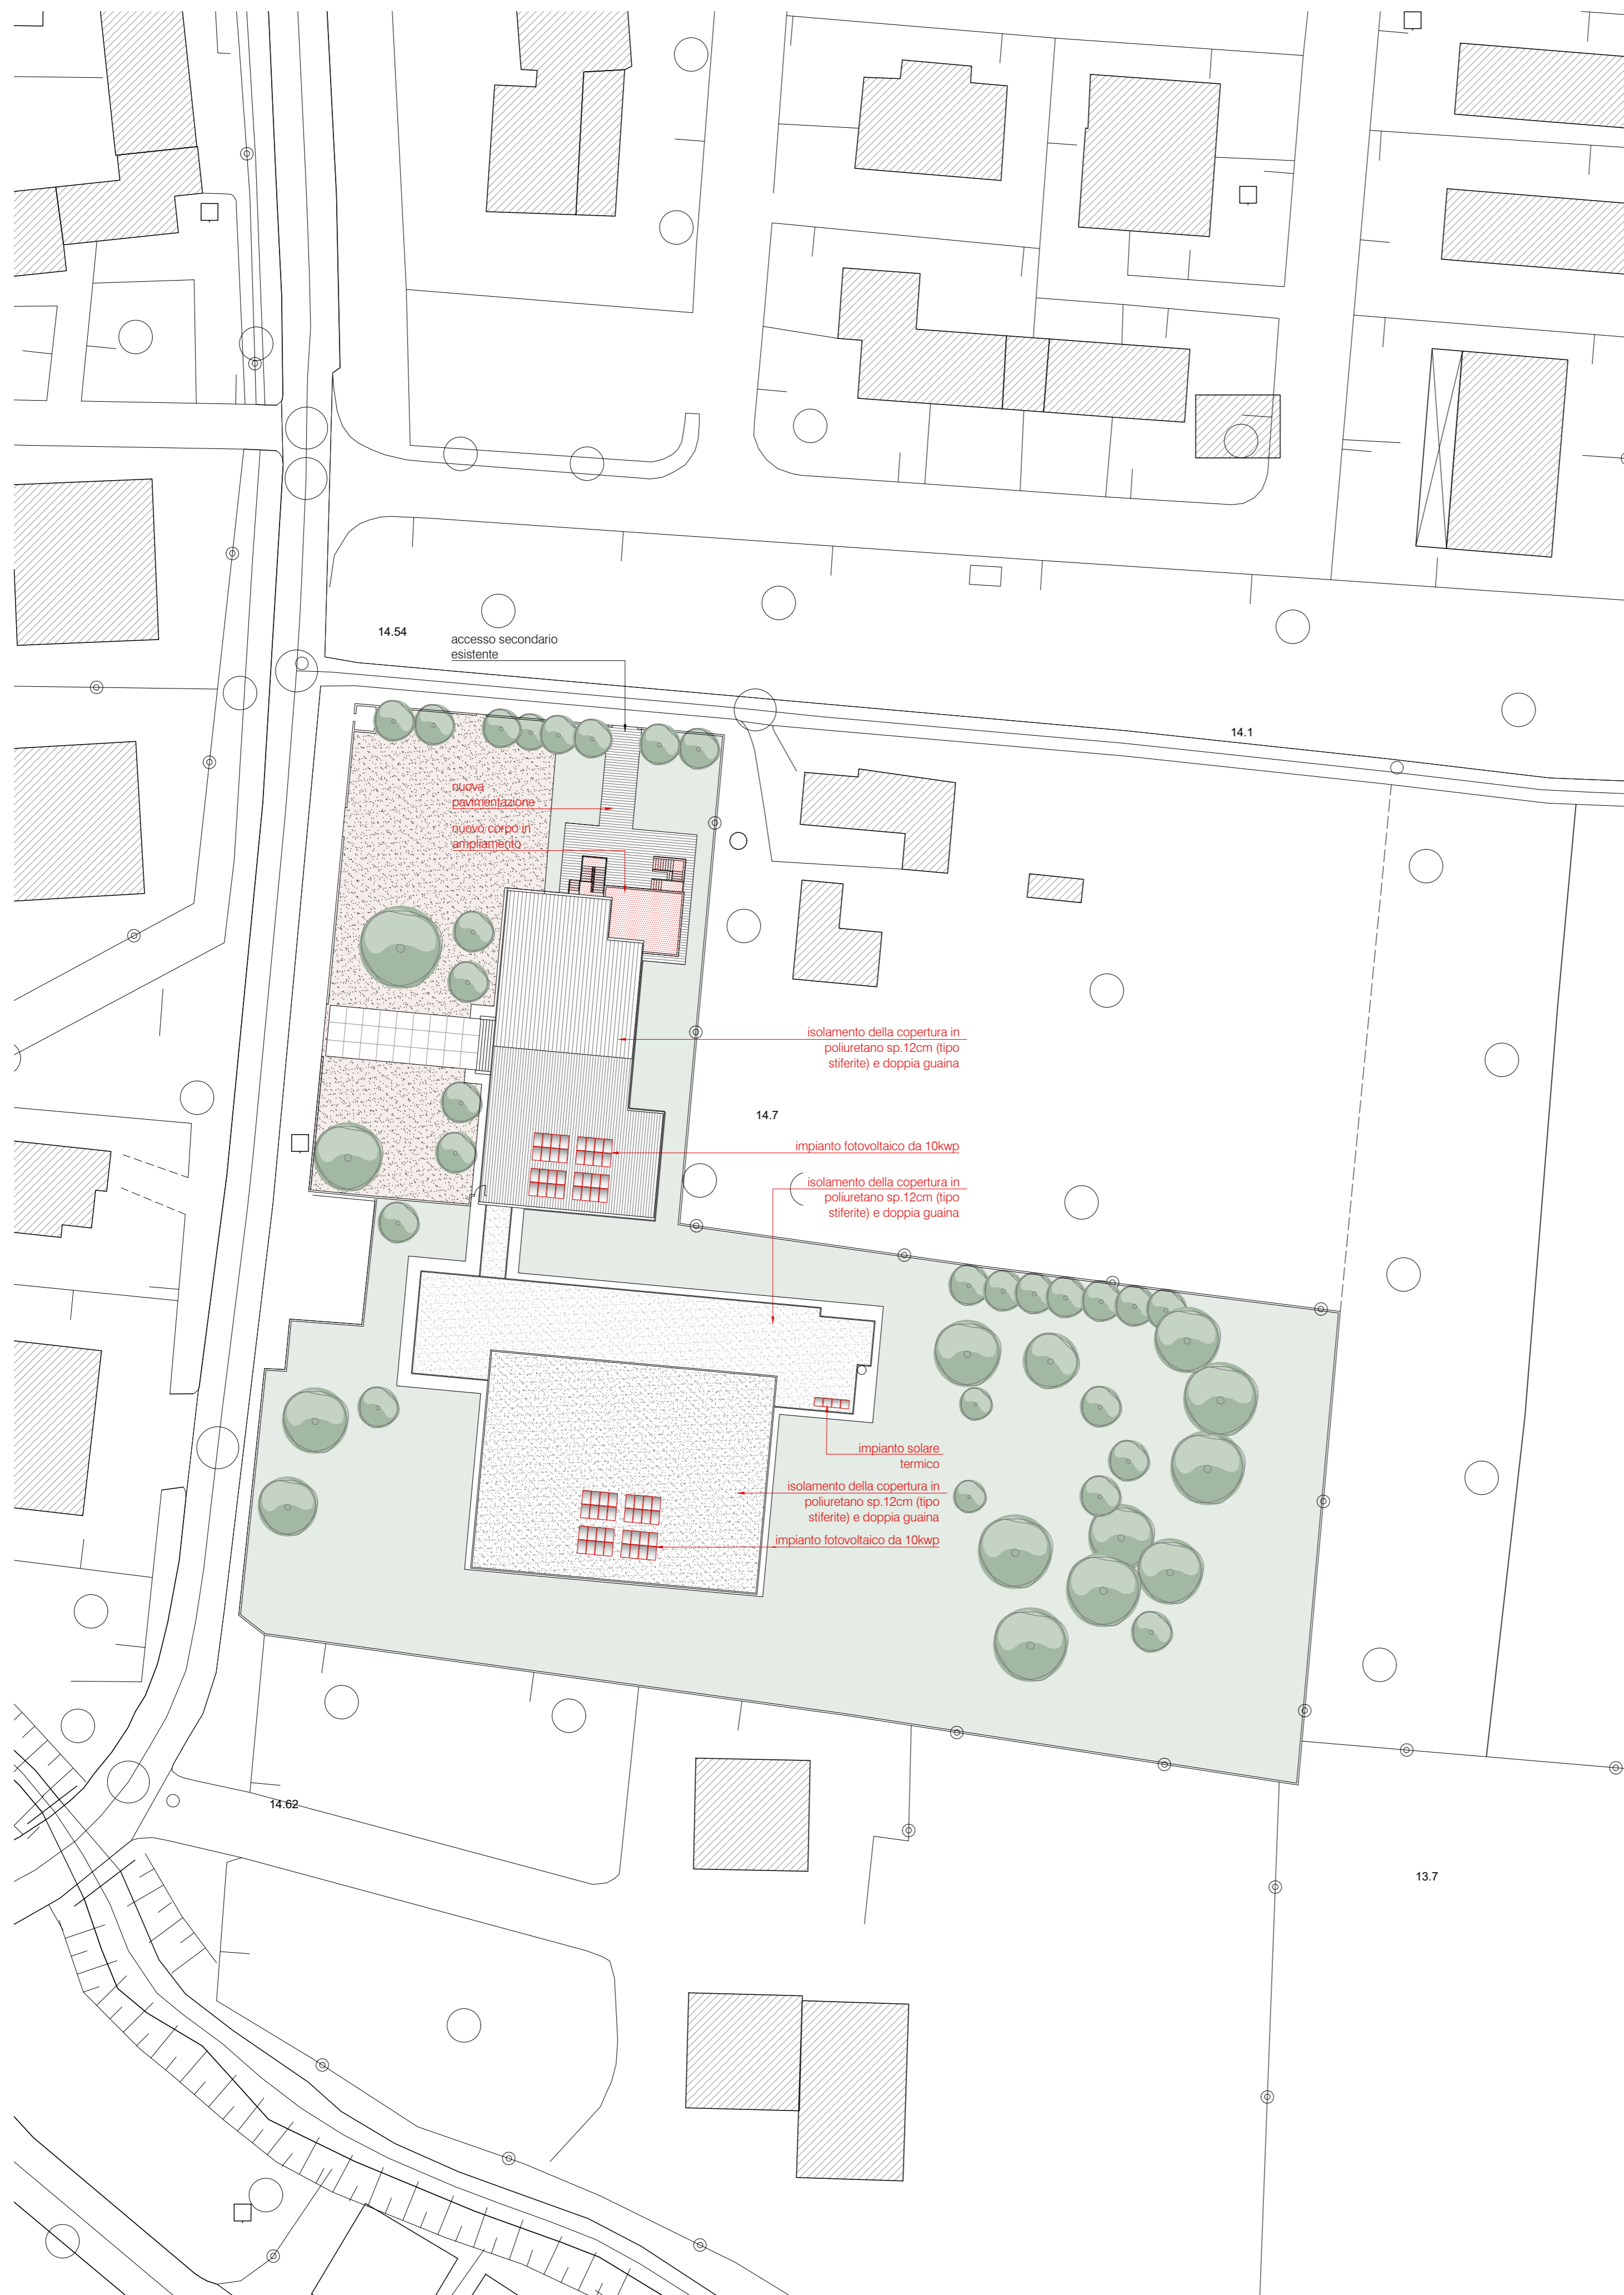 14.54
accesso secondario
esistente
14.1
nuova
pavimentazione
nuovo corpo in
ampliamento
isolamento della copertura in
poliuretano sp.12cm (tipo
stiferite) e doppia guaina
14.7
impianto fotovoltaico da 10kwp
isolamento della copertura in
poliuretano sp.12cm (tipo
stiferite) e doppia guaina
impianto solare
termico
isolamento della copertura in
poliuretano sp.12cm (tipo
stiferite) e doppia guaina
impianto fotovoltaico da 10kwp
14.62
13.7